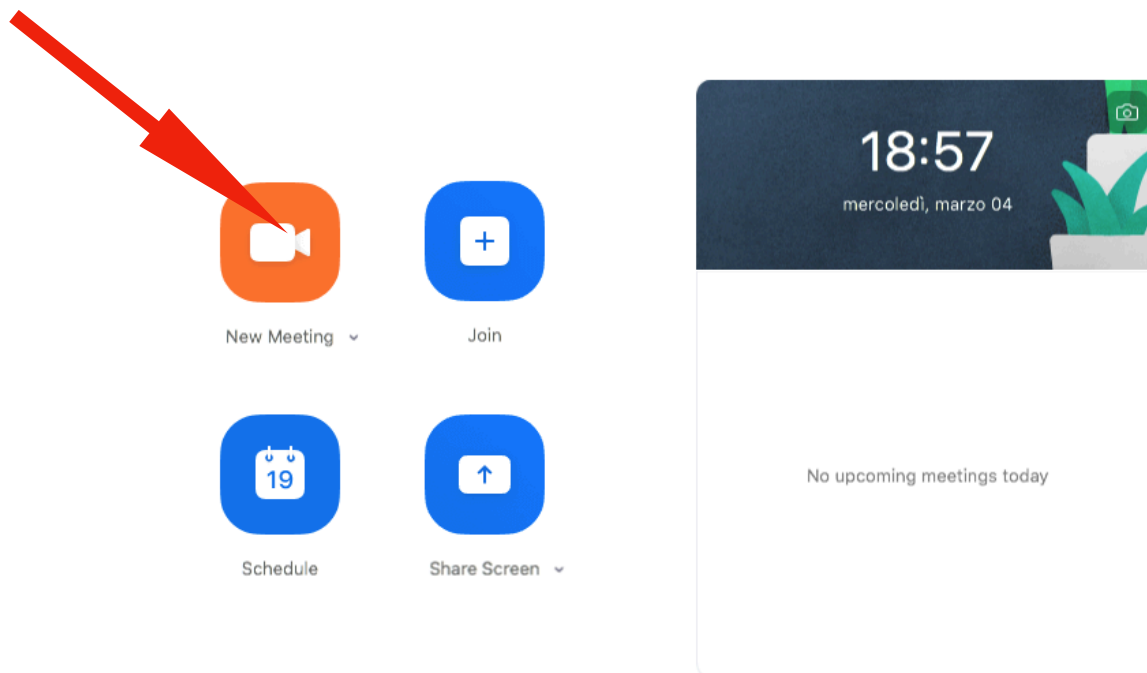 18:57
mercoledì, marzo 04
New Meeting
Join
19
Schedule
Share Screen
No upcoming meetings today